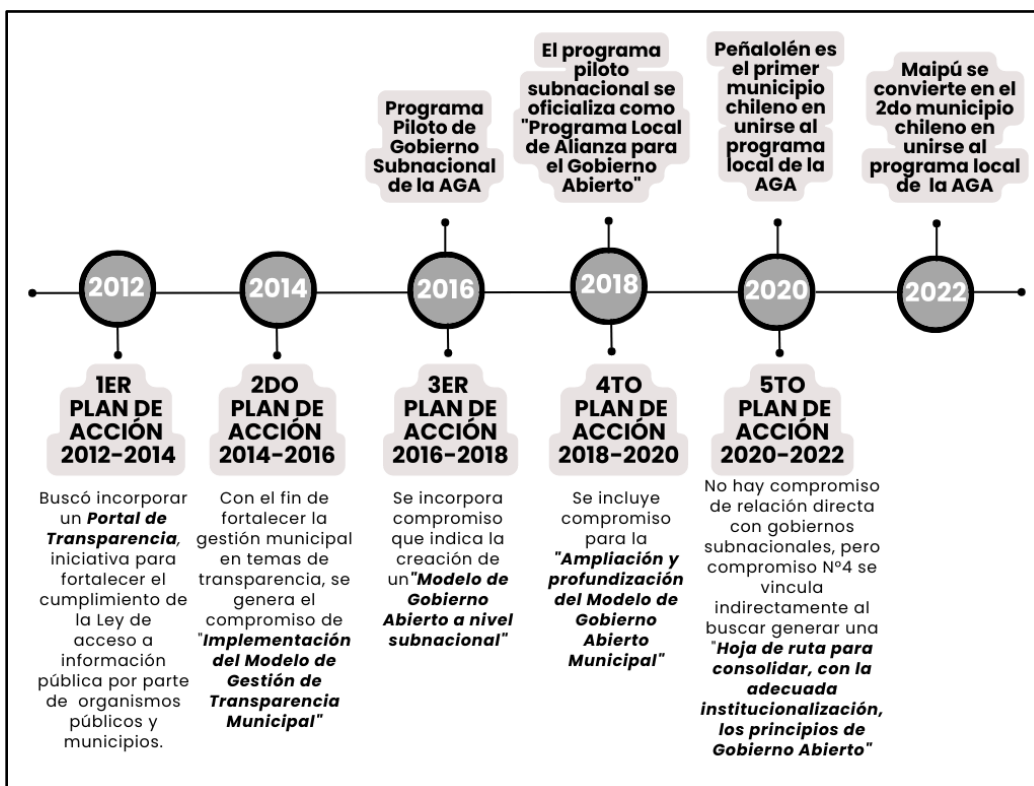 Programa
Piloto de
Gobierno
Subnacional
de la AGA
El programa
piloto
subnacional se
oficializa como
"Programa Local
de Alianza para
el Gobierno
Abierto"
Peñalolén es
el primer
municipio
chileno en
unirse al
programa
local de la
AGA
Maipú se
convierte en el
2do municipio
chileno en
unirse al
programa local
de la AGA
2012
2014
2016
2018
2020
2022
1ER
PLAN DE
ACCIÓN
2012-2014
Buscó incorporar
un Portal de
Transparencia,
iniciativa para
fortalecer el
cumplimiento de
la Ley de
acceso a
información
pública por parte
de organismos
públicos y
municipios.
2DO
PLAN DE
ACCIÓN
2014-2016
Con el fin de
fortalecer la
gestión municipal
en temas de
transparencia, se
genera el
compromiso de
"Implementación
del Modelo de
Gestión de
Transparencia
Municipal"
3ER
PLAN DE
ACCIÓN
2016-2018
Se incorpora
compromiso
que indica la
creación de
un"Modelo de
Gobierno
Abierto a nivel
subnacional"
4TO
PLAN DE
ACCIÓN
2018-2020
Se incluye
compromiso
para la
"Ampliación y
profundización
del Modelo de
Gobierno
Abierto
Municipal"
5TO
PLAN DE
ACCIÓN
2020-2022
No hay compromiso
de relación directa
con gobiernos
subnacionales, pero
compromiso N°4 se
vincula
indirectamente al
buscar generar una
"Hoja de ruta para
consolidar, con la
adecuada
institucionalización,
los principios de
Gobierno Abierto"